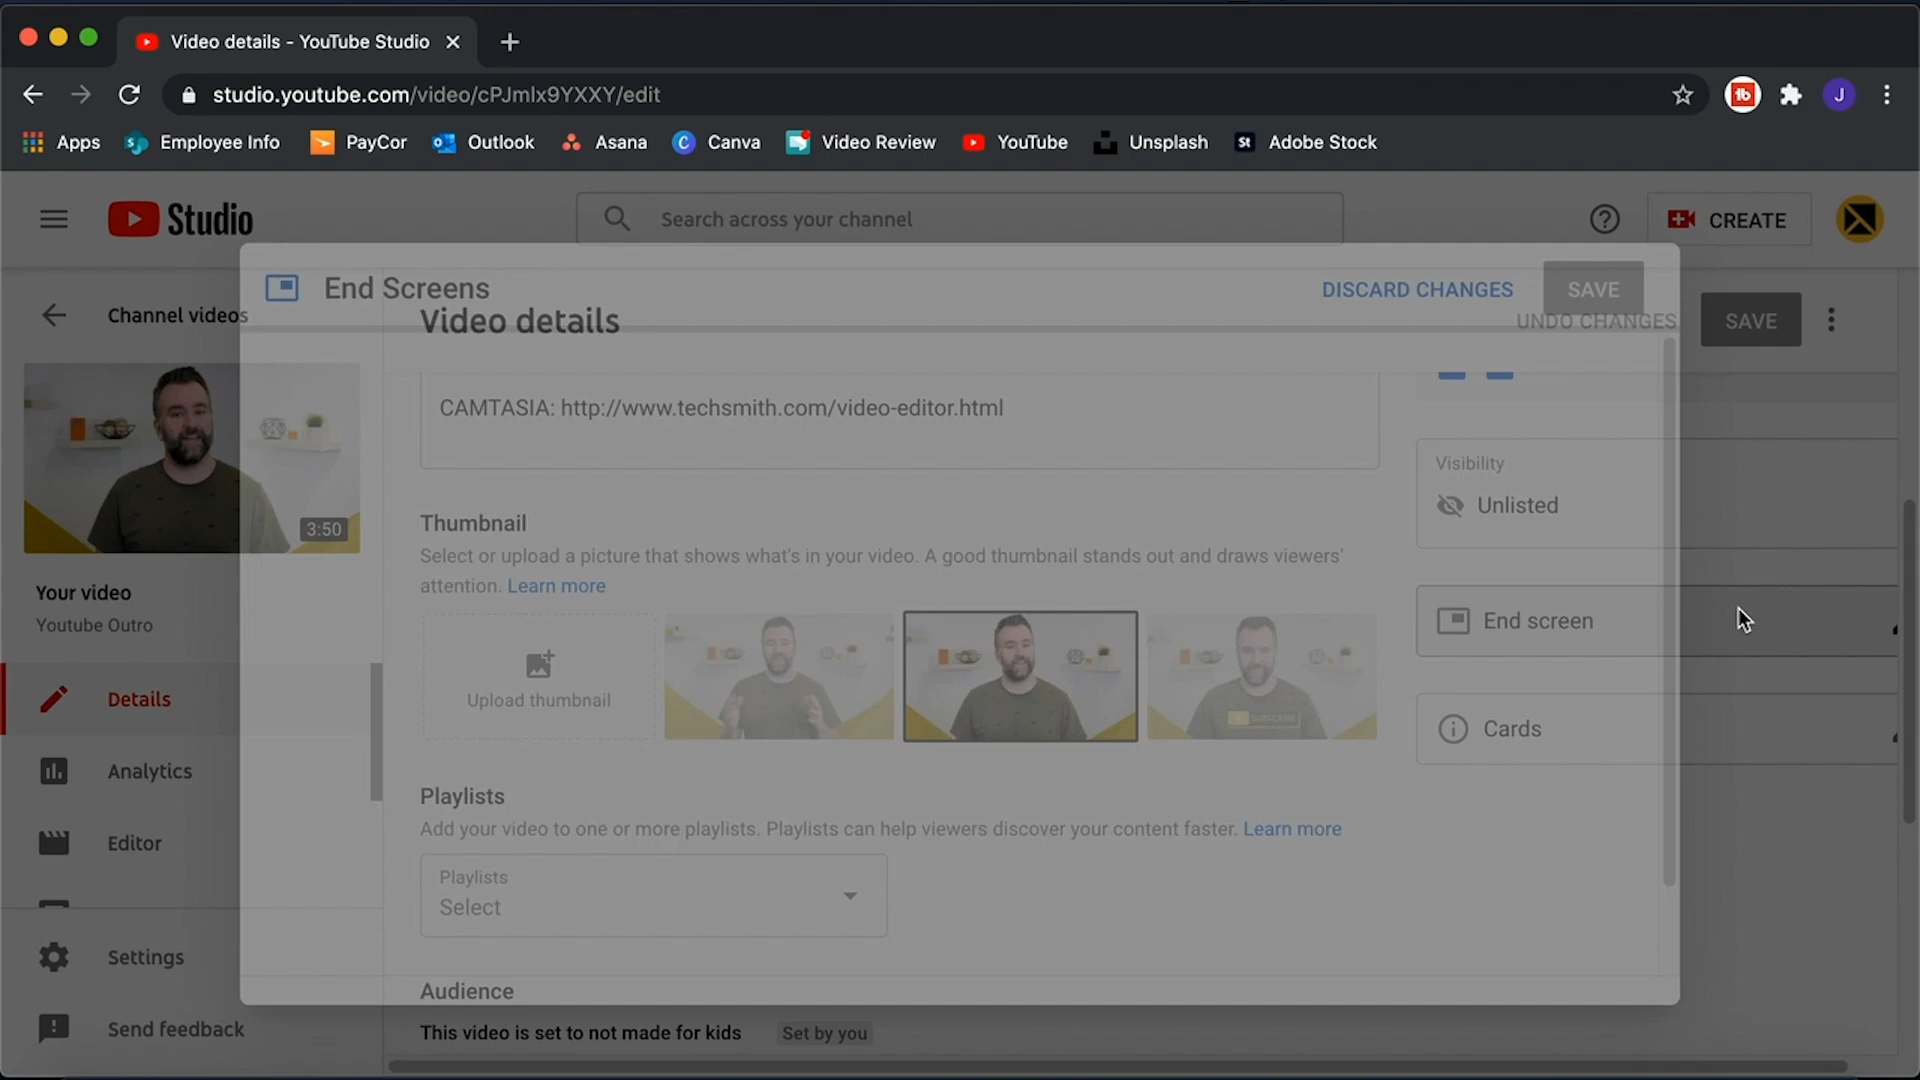 Video details - YouTube Studio
studio.youtube.com/video/cPJmlx9YXXY/edit
Apps
Employee Info
PayCor
Outlook
Asana
Canva
Video Review
YouTube
Unsplash
Adobe Stock
Studio
Search across your channel
CREATE
End Screens
DISCARD CHANGES
SAVE
Channel videos
Video details
UNDO CHANGES
SAVE
CAMTASIA: http://www.techsmith.com/video-editor.html
Visibility
Unlisted
3:50
Thumbnail
Select or upload a picture that shows what's in your video. A good thumbnail stands out and draws viewers'
attention. Learn more
Your video
Youtube Outro
End screen
Upload thumbnail
SUBSCRIBE
Details
Cards
Analytics
Playlists
Add your video to one or more playlists. Playlists can help viewers discover your content faster. Learn more
Editor
Playlists
Select
Settings
Audience
Send feedback
This video is set to not made for kids
Set by you